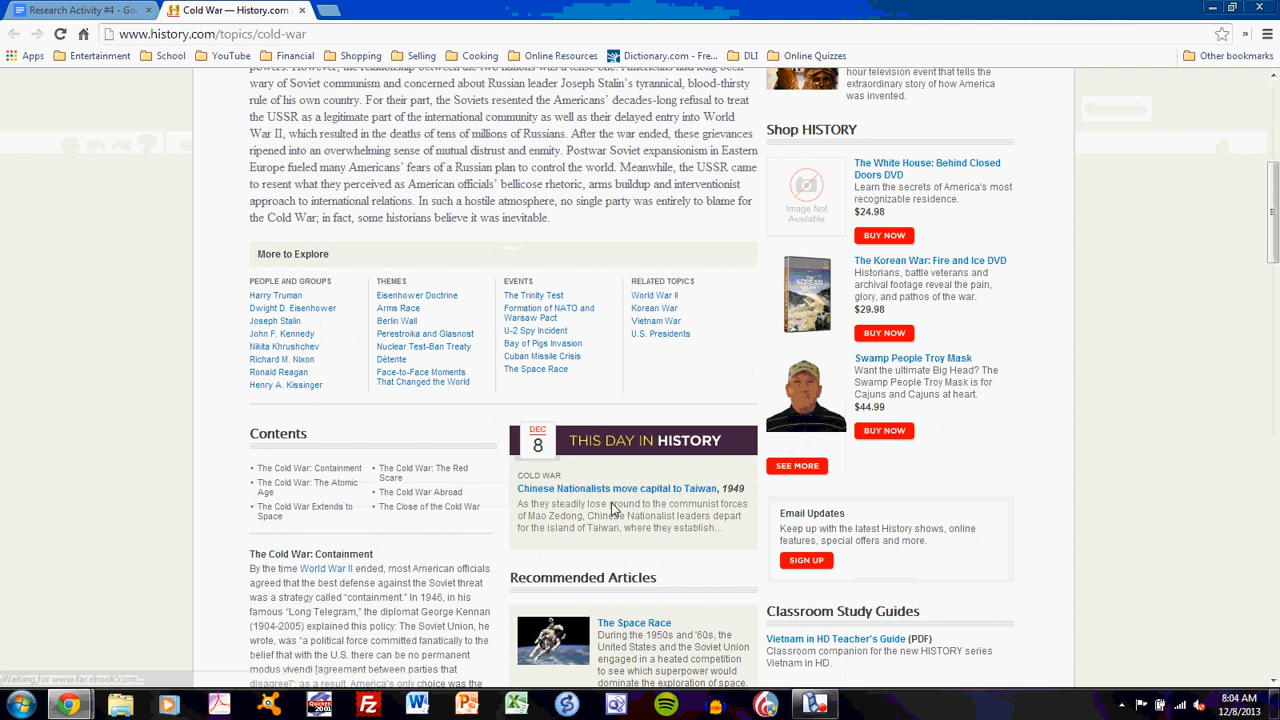 Research Activity #4 - Goo
Cold War — History.com
www.history.com/topics/cold-war
Apps
Entertainment
School
YouTube
Financial
Shopping
Selling
Cooking
Online Resources
Dictionary.com - Fre...
DLI
Online Quizzes
Other bookmarks
wary of Soviet communism and concerned about Russian leader Joseph Stalin's tyrannical, blood-thirsty
rule of his own country. For their part, the Soviets resented the Americans' decades-long refusal to treat
the USSR as a legitimate part of the international community as well as their delayed entry into World
War II, which resulted in the deaths of tens of millions of Russians. After the war ended, these grievances
ripened into an overwhelming sense of mutual distrust and enmity. Postwar Soviet expansionism in Eastern
Europe fueled many Americans' fears of a Russian plan to control the world. Meanwhile, the USSR came
to resent what they perceived as American officials' bellicose rhetoric, arms buildup and interventionist
approach to international relations. In such a hostile atmosphere, no single party was entirely to blame for
the Cold War; in fact, some historians believe it was inevitable.
More to Explore
PEOPLE AND GROUPS
Harry Truman
Dwight D. Eisenhower
Joseph Stalin
John F. Kennedy
Nikita Khrushchev
Richard M. Nixon
Ronald Reagan
Henry A. Kissinger
THEMES
Eisenhower Doctrine
Arms Race
Berlin Wall
Perestroika and Glasnost
Nuclear Test-Ban Treaty
Détente
Face-to-Face Moments
That Changed the World
EVENTS
The Trinity Test
Formation of NATO and
Warsaw Pact
U-2 Spy Incident
Bay of Pigs Invasion
Cuban Missile Crisis
The Space Race
RELATED TOPICS
World War II
Korean War
Vietnam War
U.S. Presidents
Contents
• The Cold War: Containment
• The Cold War: The Atomic
Age
• The Cold War Extends to
Space
• The Cold War: The Red
Scare
• The Cold War Abroad
• The Close of the Cold War
The Cold War: Containment
By the time World War II ended, most American officials
agreed that the best defense against the Soviet threat
was a strategy called "containment." In 1946, in his
famous "Long Telegram," the diplomat George Kennan
(1904-2005) explained this policy: The Soviet Union, he
wrote, was "a political force committed fanatically to the
belief that with the U.S. there can be no permanent
modus vivendi [agreement between parties that
disagree]"; as a result, America's only choice was the
DEC
8
THIS DAY IN HISTORY
COLD WAR
Chinese Nationalists move capital to Taiwan, 1949
As they steadily lose ground to the communist forces
of Mao Zedong, Chinese Nationalist leaders depart
for the island of Taiwan, where they establish...
Recommended Articles
The Space Race
During the 1950s and '60s, the
United States and the Soviet Union
engaged in a heated competition
to see which superpower would
dominate the exploration of space.
hour television event that tells the
extraordinary story of how America
was invented.
Shop HISTORY
Image Not
Available
The White House: Behind Closed
Doors DVD
Learn the secrets of America's most
recognizable residence.
$24.98
BUY NOW
The Korean War: Fire and Ice DVD
Historians, battle veterans and
archival footage reveal the pain,
glory, and pathos of the war.
$29.98
BUY NOW
Swamp People Troy Mask
Want the ultimate Big Head? The
Swamp People Troy Mask is for
Cajuns and Cajuns at heart.
$44.99
BUY NOW
SEE MORE
Email Updates
Keep up with the latest History shows, online
features, special offers and more.
SIGN UP
Classroom Study Guides
Vietnam in HD Teacher's Guide (PDF)
Classroom companion for the new HISTORY series
Vietnam in HD.
Waiting for www.facebook.com...
8:04 AM
12/8/2013